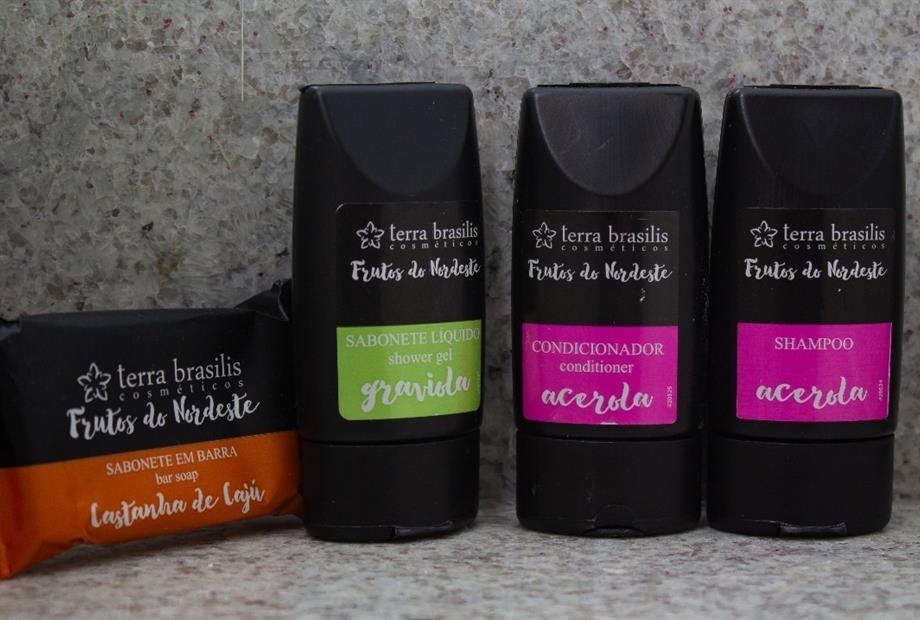 terra brasilis
cosméticos
Frutos do Nordeste
SABONETE EM BARRA
bar soap
Castanha de Cajú
terra brasilis
cosméticos
Frutos do Nordeste
SABONETE LÍQUIDO
shower gel
graviola
terra brasilis
cosméticos
Frutos do Nordeste
CONDICIONADOR
conditioner
acerola
terra brasilis
cosméticos
Frutos do Nordeste
SHAMPOO
acerola